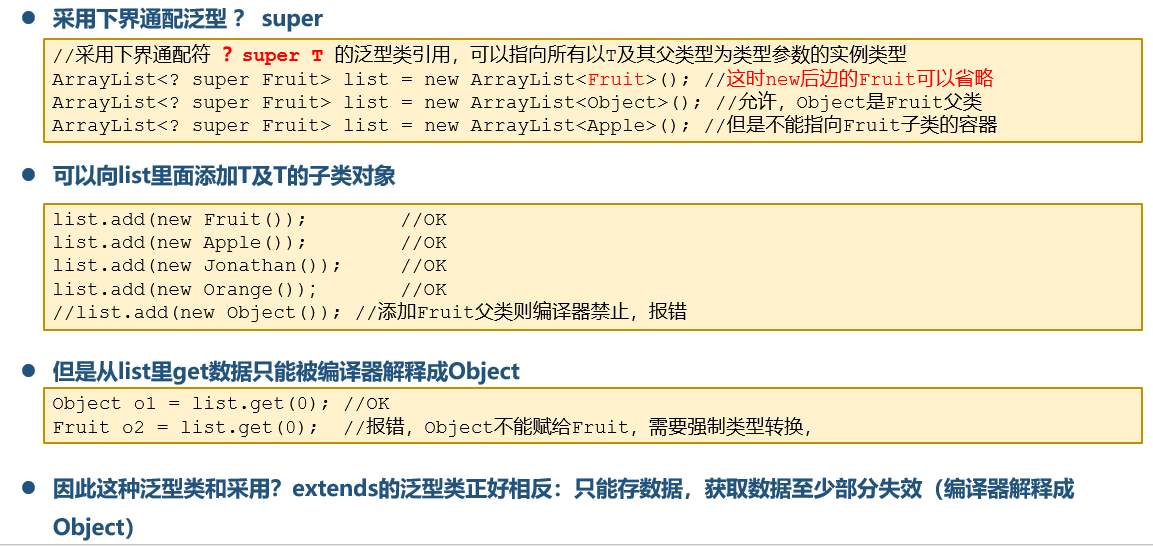 采用下界通配泛型？ super
//采用下界通配符 ? super T 的泛型类引用，可以指向所有以T及其父类型为类型参数的实例类型
ArrayList<? super Fruit> list = new ArrayList<Fruit>(); //这时new后边的Fruit可以省略
ArrayList<? super Fruit> list = new ArrayList<Object>(); //允许，Object是Fruit父类
ArrayList<? super Fruit> list = new ArrayList<Apple>(); //但是不能指向Fruit子类的容器
可以向list里面添加T及T的子类对象
list.add(new Fruit()); //OK
list.add(new Apple()); //OK
list.add(new Jonathan()); //OK
list.add(new Orange()); //OK
//list.add(new Object()); //添加Fruit父类则编译器禁止，报错
但是从list里get数据只能被编译器解释成Object
Object o1 = list.get(0); //OK
Fruit o2 = list.get(0); //报错，Object不能赋给Fruit，需要强制类型转换，
因此这种泛型类和采用？extends的泛型类正好相反：只能存数据，获取数据至少部分失效（编译器解释成
Object）